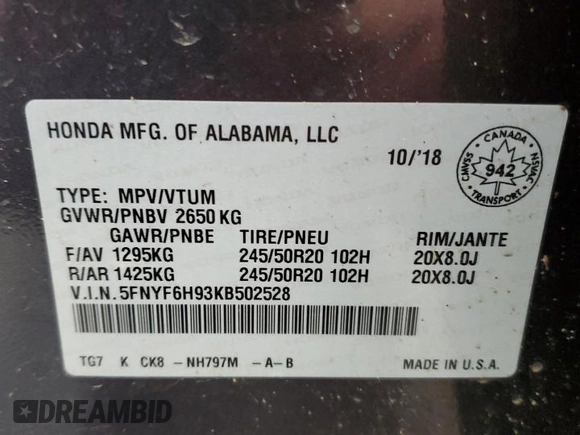 HONDA MFG. OF ALABAMA, LLC
10/'18
CANADA
CMVSS
NSVAC
942
TRANSPORT
TYPE: MPV/VTUM
GVWR/PNBV 2650 KG
GAWR/PNBE TIRE/PNEU RIM/JANTE
F/AV 1295KG 245/50R20 102H 20X8.0J
R/AR 1425KG 245/50R20 102H 20X8.0J
V.I.N. 5FNYF6H93KB502528
TG7 K CK8 -NH797M -A-B MADE IN U.S.A.
DREAMBID